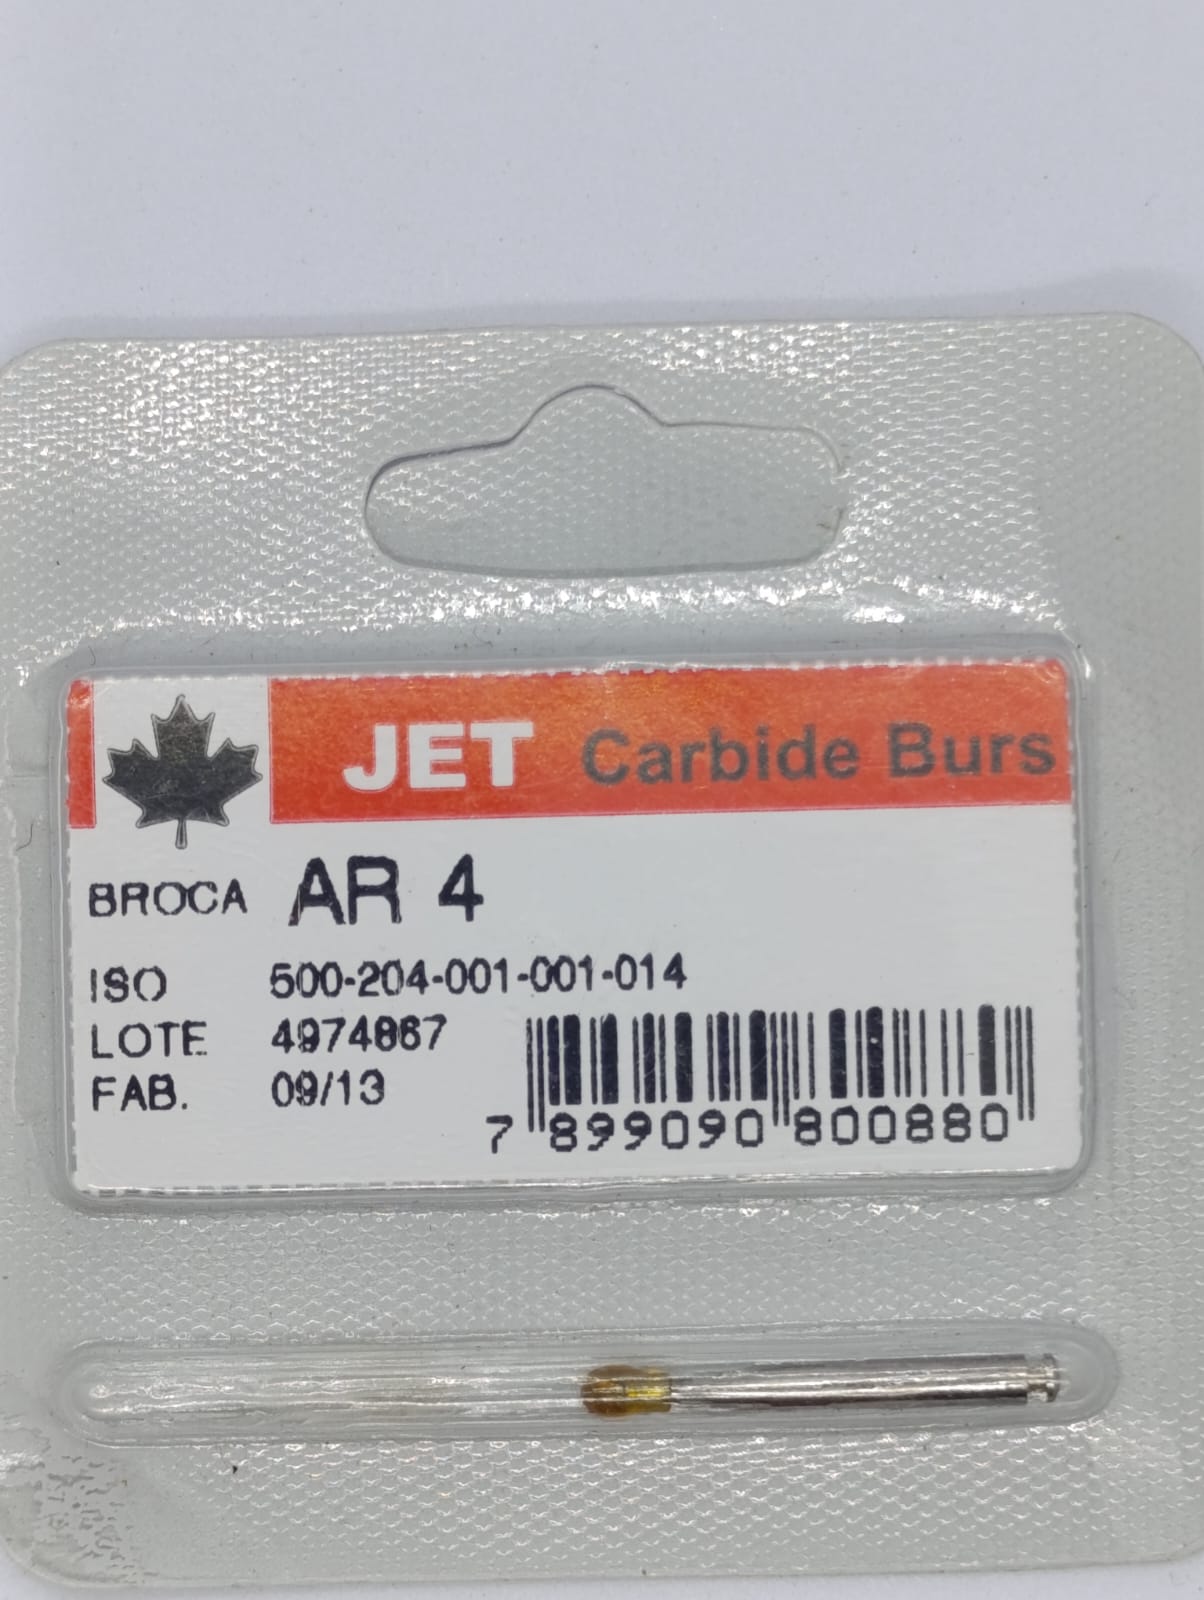 JET Carbide Burs
BROCA AR 4
ISO 500-204-001-001-014
LOTE 4974867
FAB. 09/13
7 899090 800880